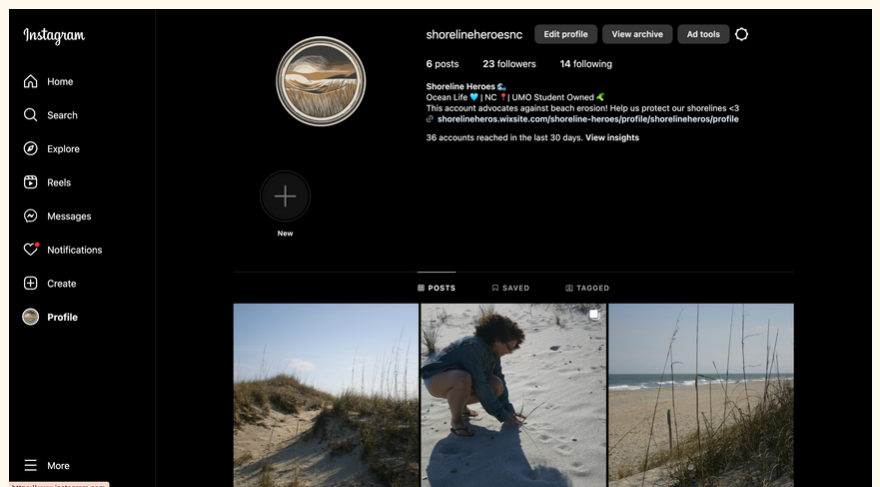 Instagram
Home
Search
Explore
Reels
Messages
Notifications
Create
Profile
More
shorelineheroesnc Edit profile View archive Ad tools
6 posts 23 followers 14 following
Shoreline Heroes 🌊
Ocean Life 🩵 | NC 📍| UMO Student Owned
This account advocates against beach erosion! Help us protect our shorelines <3
shorelineheros.wixsite.com/shoreline-heroes/profile/shorelineheros/profile
36 accounts reached in the last 30 days. View insights
New
POSTS SAVED TAGGED